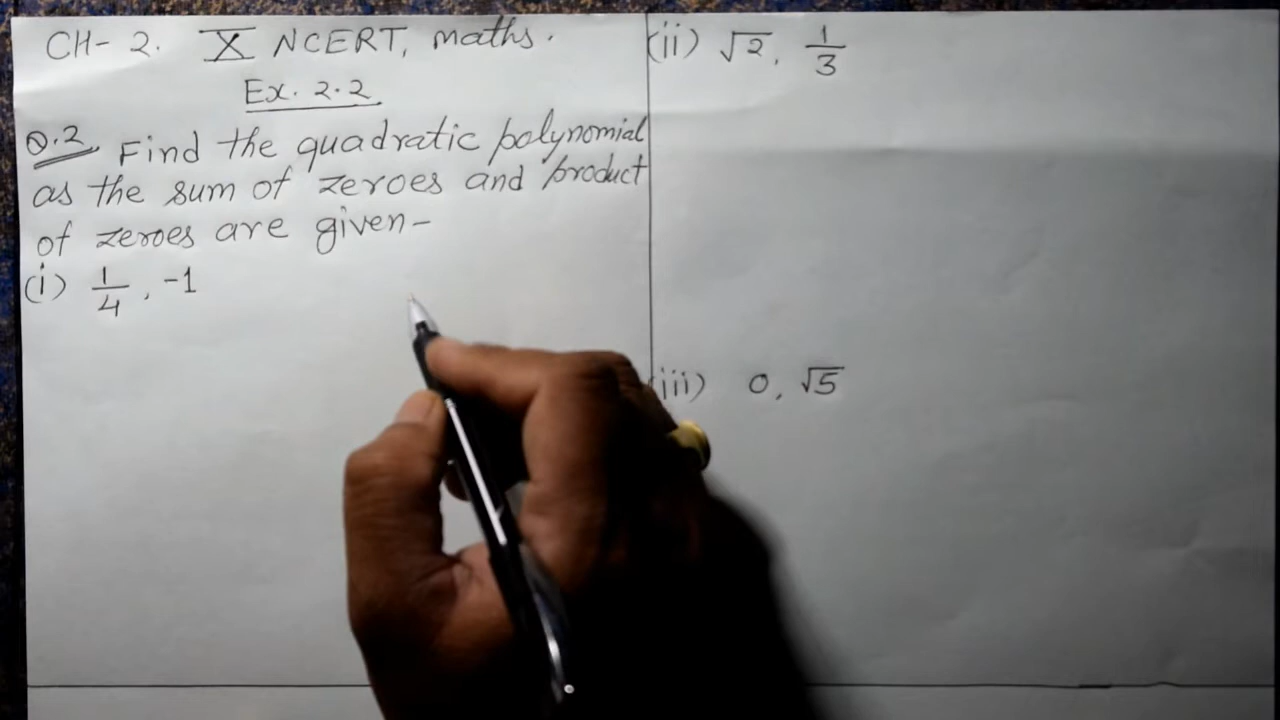 CH- 2. X NCERT, maths.
Ex. 2.2
Q.2 Find the quadratic polynomial
as the sum of zeroes and product
of zeroes are given-
(i) 1/4, -1
(ii) √2, 1/3
(iii) 0, √5